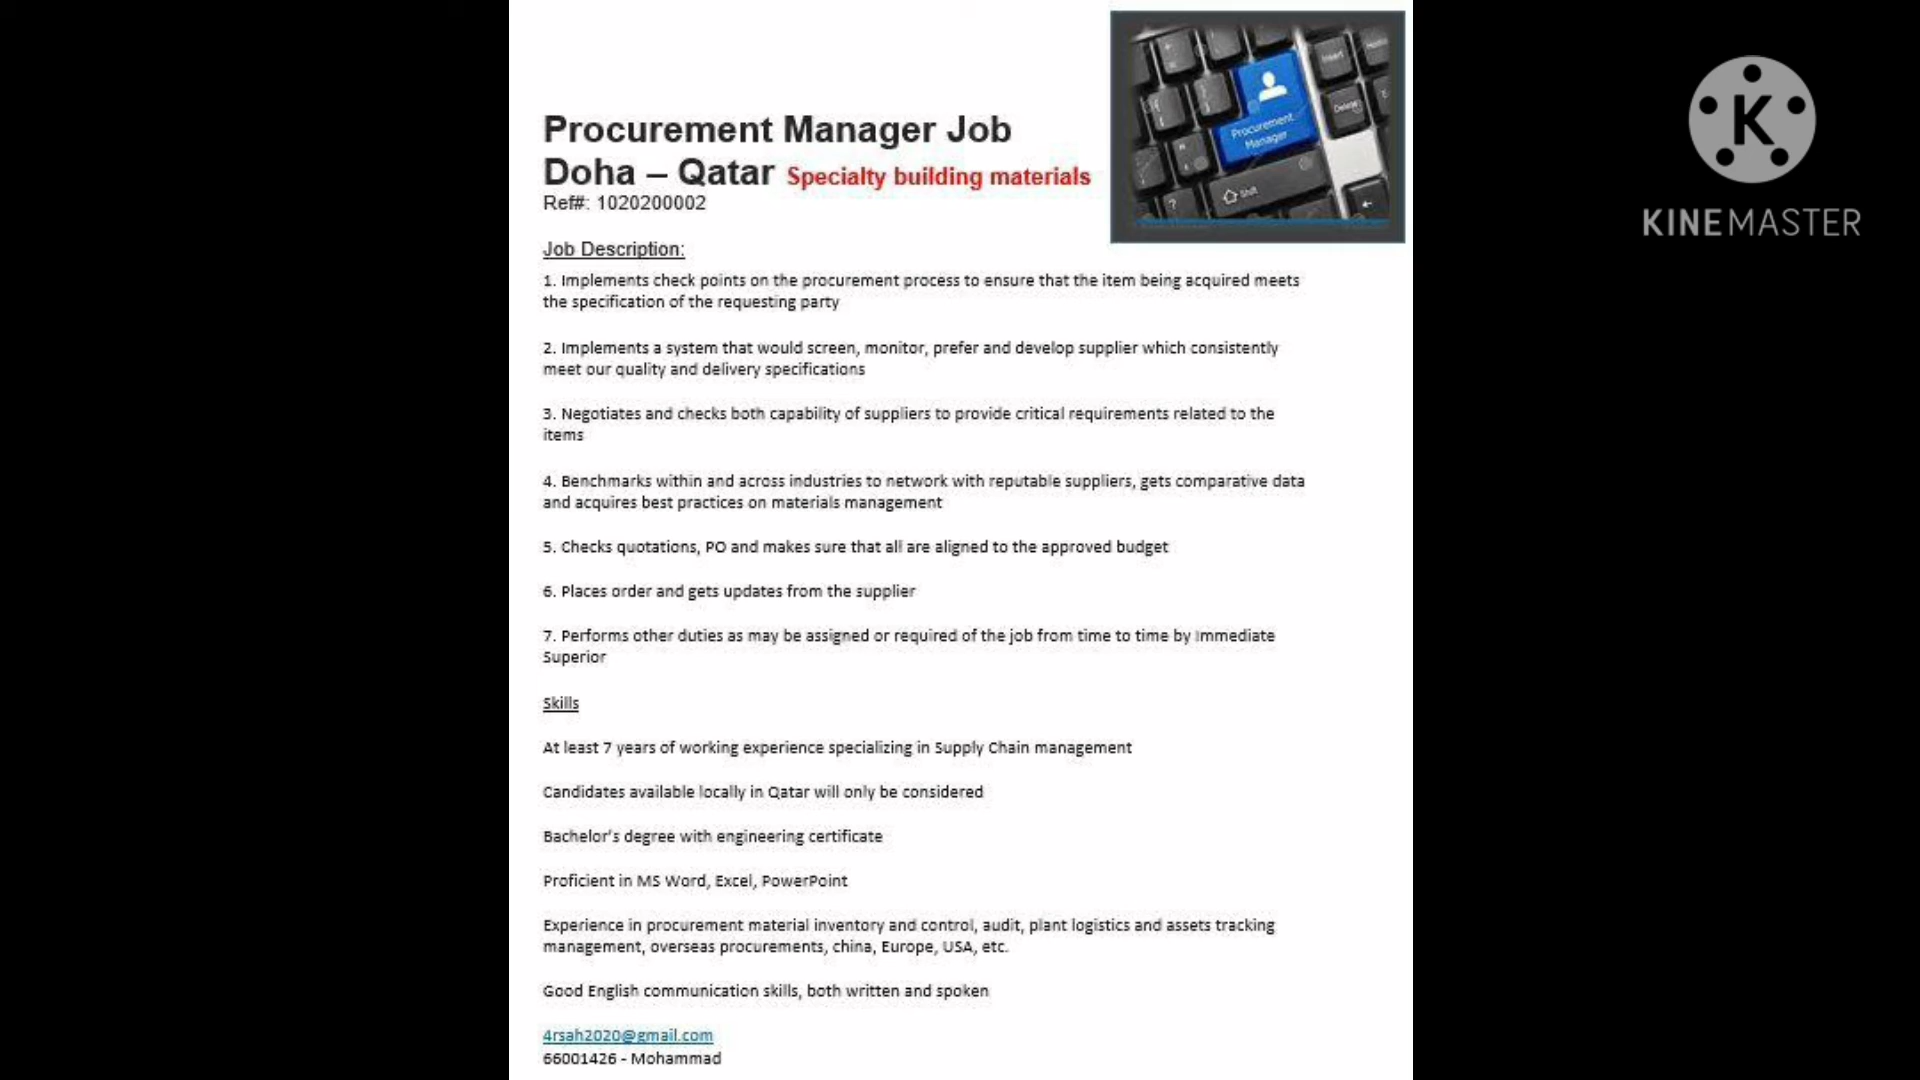 Procurement Manager Job
Doha – Qatar Specialty building materials
Ref#: 1020200002
Procurement
Manager
Insert
Delete
Shift
?
KINEMASTER
Job Description:
1. Implements check points on the procurement process to ensure that the item being acquired meets
the specification of the requesting party
2. Implements a system that would screen, monitor, prefer and develop supplier which consistently
meet our quality and delivery specifications
3. Negotiates and checks both capability of suppliers to provide critical requirements related to the
items
4. Benchmarks within and across industries to network with reputable suppliers, gets comparative data
and acquires best practices on materials management
5. Checks quotations, PO and makes sure that all are aligned to the approved budget
6. Places order and gets updates from the supplier
7. Performs other duties as may be assigned or required of the job from time to time by Immediate
Superior
Skills
At least 7 years of working experience specializing in Supply Chain management
Candidates available locally in Qatar will only be considered
Bachelor's degree with engineering certificate
Proficient in MS Word, Excel, PowerPoint
Experience in procurement material inventory and control, audit, plant logistics and assets tracking
management, overseas procurements, china, Europe, USA, etc.
Good English communication skills, both written and spoken
4rsah2020@gmail.com
66001426 - Mohammad